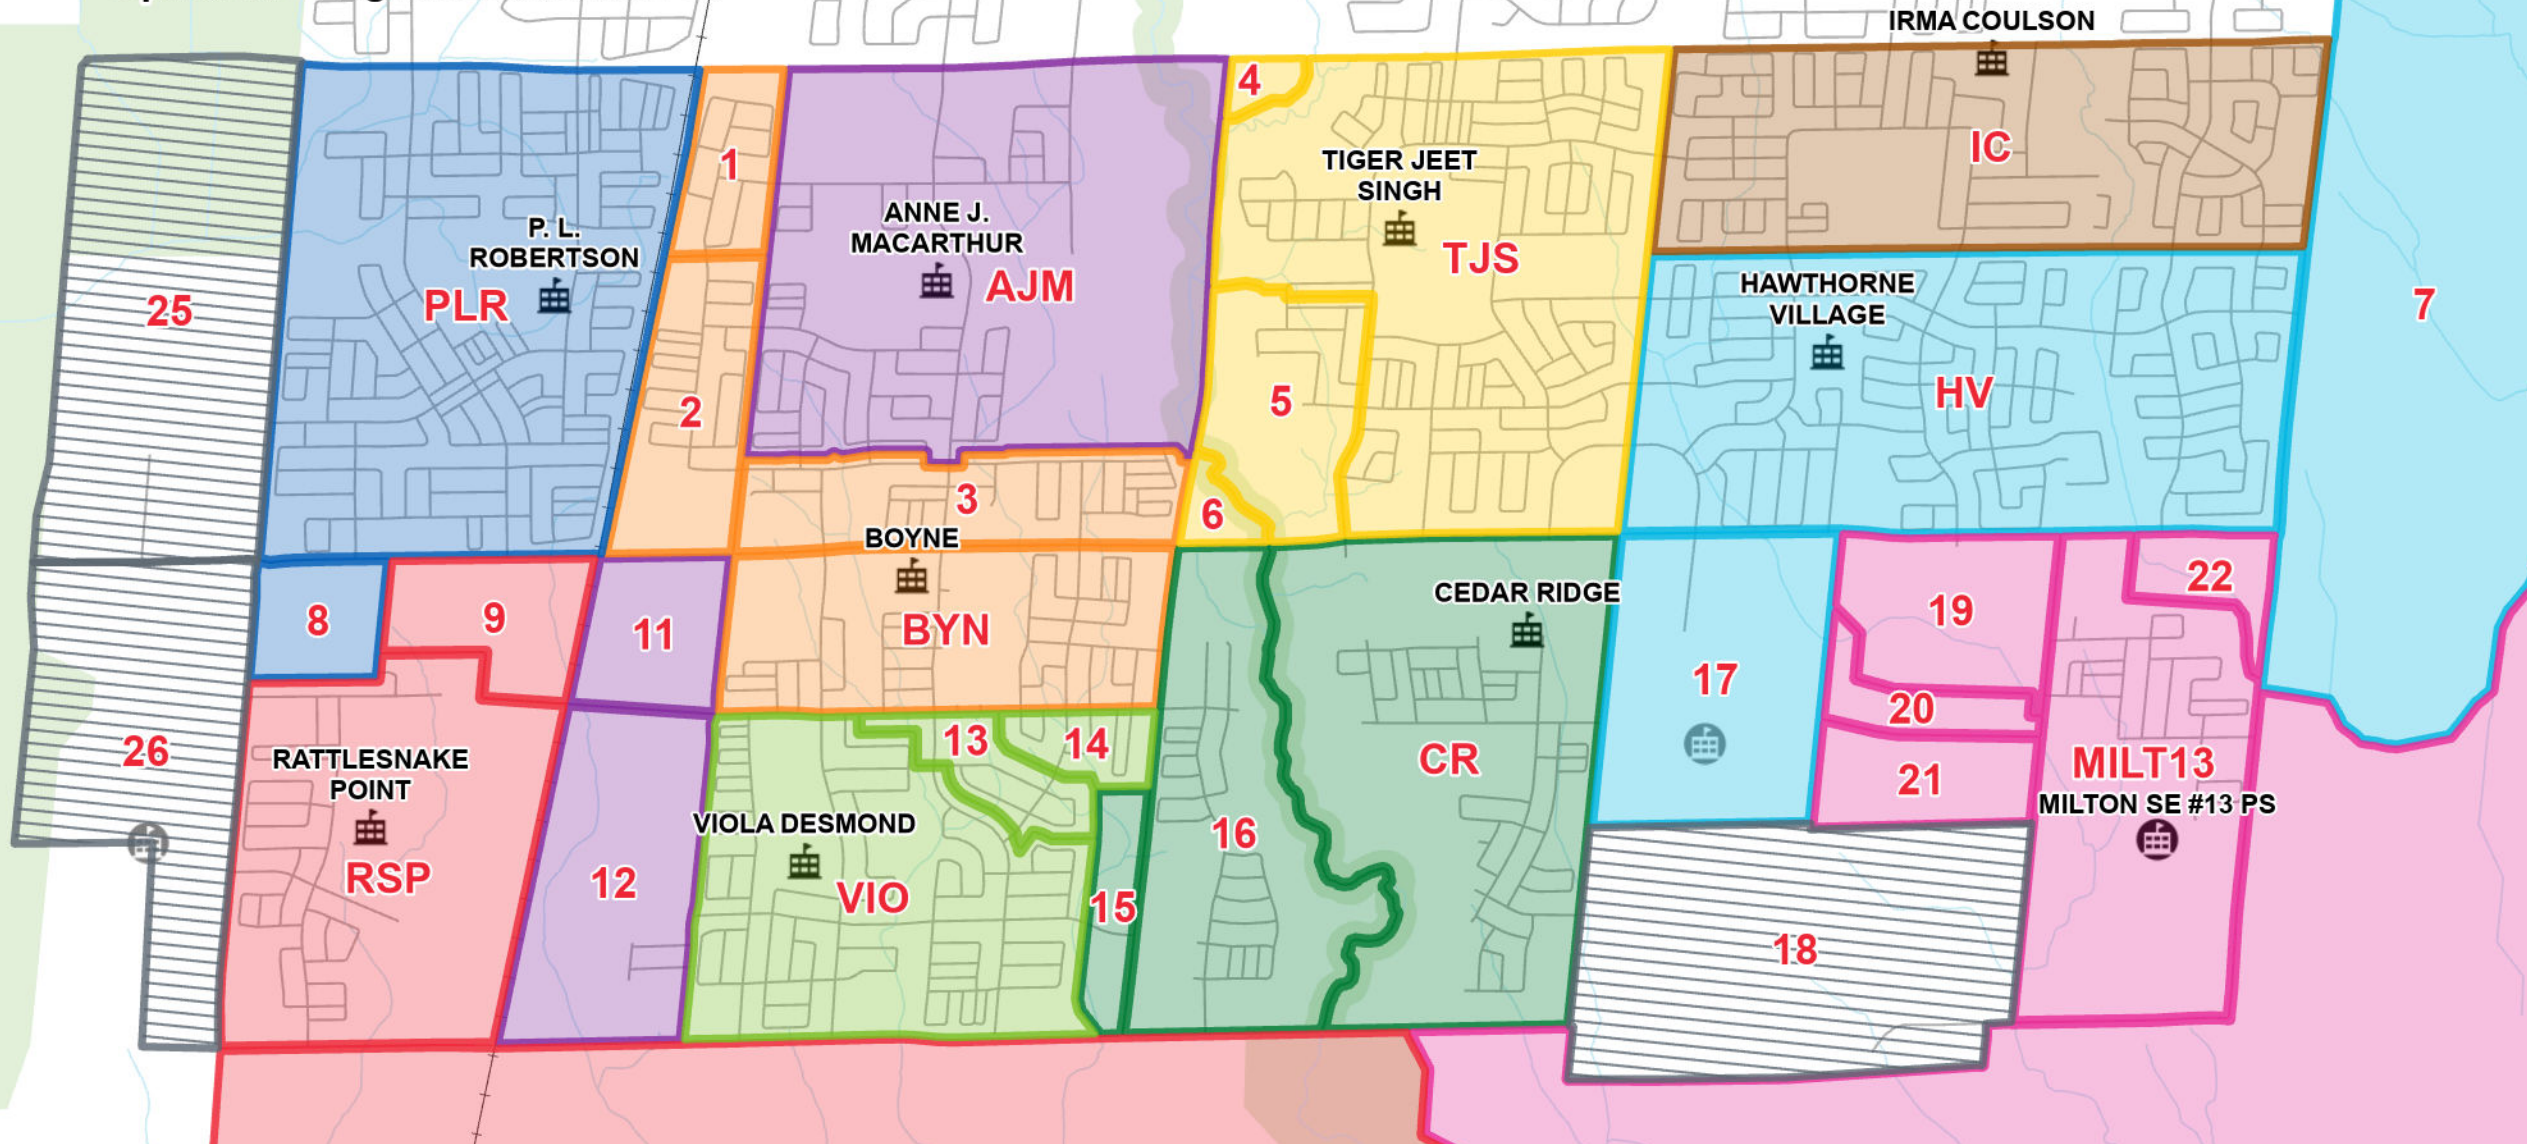 IRMA COULSON
4
IC
1
TIGER JEET
SINGH
TJS
ANNE J.
MACARTHUR
AJM
P. L.
ROBERTSON
PLR
25
HAWTHORNE
VILLAGE
HV
7
2
5
3
6
BOYNE
BYN
CEDAR RIDGE
CR
8
9
11
22
19
17
20
21
MILT13
MILTON SE #13 PS
13
14
26
RATTLESNAKE
POINT
RSP
VIOLA DESMOND
VIO
12
16
15
18